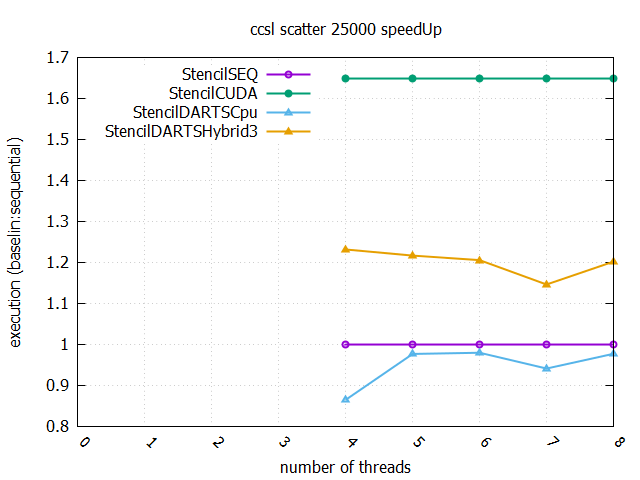 ccsl scatter 25000 speedUp
StencilSEQ
StencilCUDA
StencilDARTSCpu
StencilDARTSHybrid3
execution (baselin:sequential)
1.7
1.6
1.5
1.4
1.3
1.2
1.1
1
0.9
0.8
0 1 2 3 4 5 6 7 8
number of threads